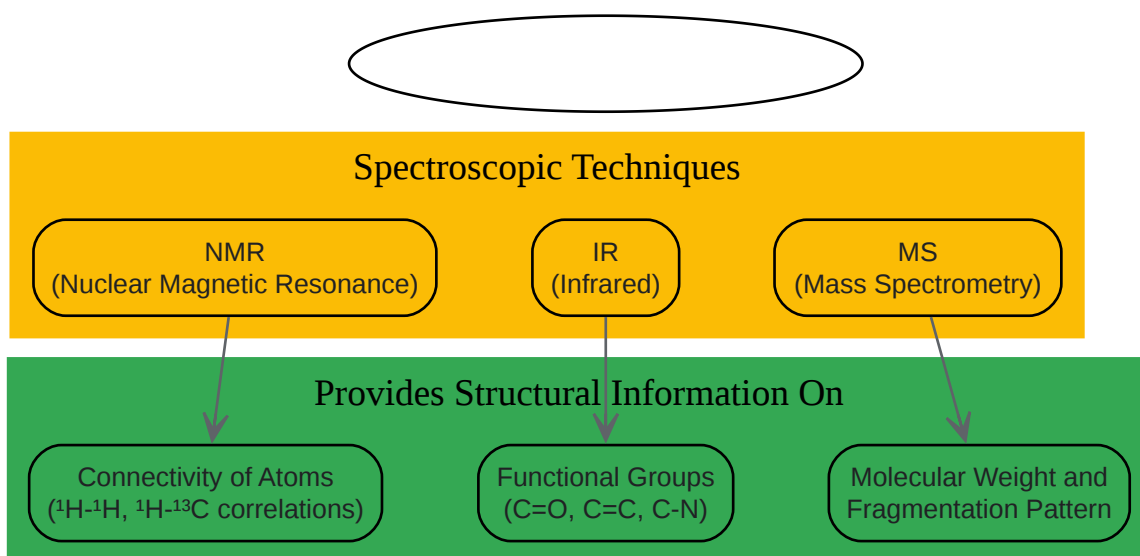 Spectroscopic Techniques
NMR
(Nuclear Magnetic Resonance)
IR
(Infrared)
MS
(Mass Spectrometry)
Provides Structural Information On
Connectivity of Atoms
(¹H-¹H, ¹H-¹³C correlations)
Functional Groups
(C=O, C=C, C-N)
Molecular Weight and
Fragmentation Pattern